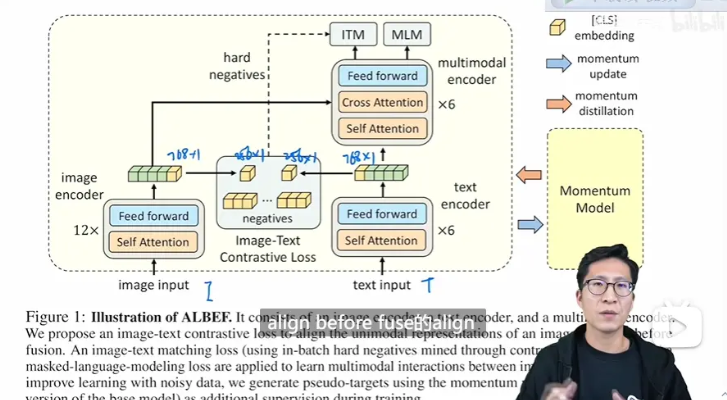 bilibili
ITM
MLM
[CLS]
embedding
hard
negatives
Feed forward
multimodal
encoder
momentum
update
Cross Attention
×6
Self Attention
momentum
distillation
768×1
256×1
256×1
768×1
image
encoder
text
encoder
Momentum
Model
negatives
12×
Feed forward
Self Attention
Feed forward
Self Attention
×6
Image-Text
Contrastive Loss
image input
I
text input
T
Figure 1: Illustration of ALBEF. It consists of an image encoder, a text encoder, and a multimodal encoder.
align before fuse的align
We propose an image-text contrastive loss to align the unimodal representations of an image before
fusion. An image-text matching loss (using in-batch hard negatives mined through
masked-language-modeling loss are applied to learn multimodal interactions between
improve learning with noisy data, we generate pseudo-targets using the momentum
version of the base model) as additional supervision during training.